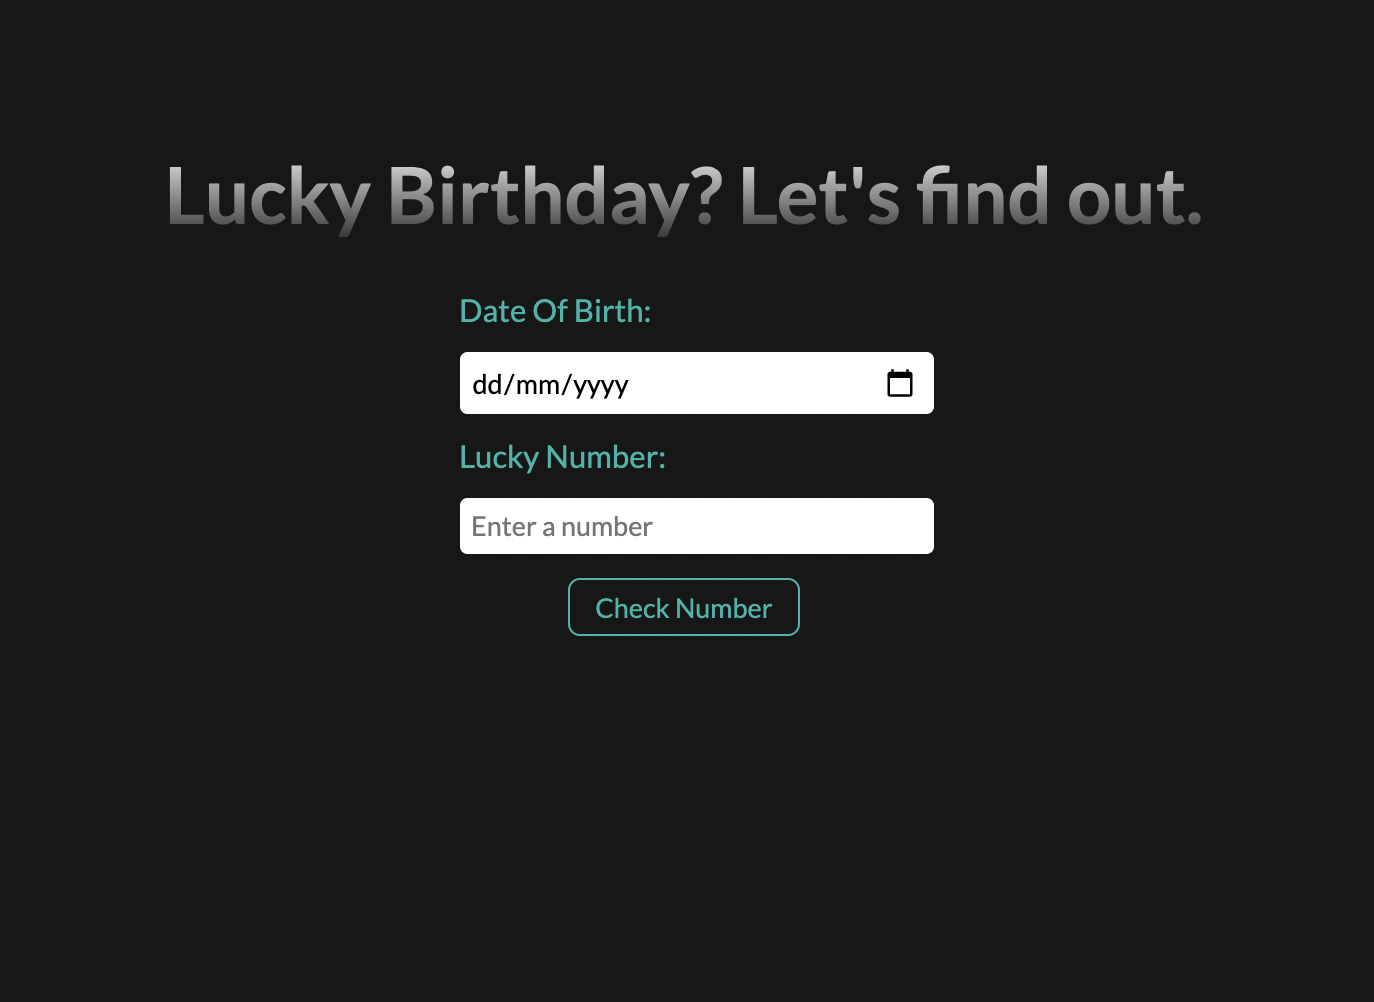 Lucky Birthday? Let's find out.
Date Of Birth:
dd/mm/yyyy
Lucky Number:
Enter a number
Check Number